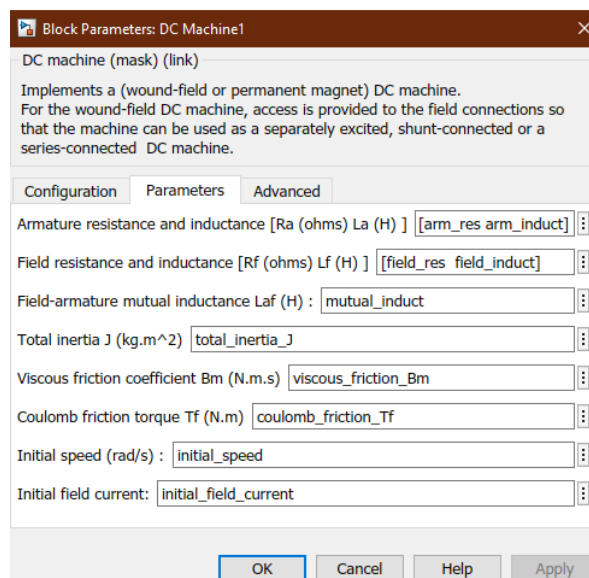 Block Parameters: DC Machine1
DC machine (mask) (link)
Implements a (wound-field or permanent magnet) DC machine.
For the wound-field DC machine, access is provided to the field connections so
that the machine can be used as a separately excited, shunt-connected or a
series-connected  DC machine.
Configuration Parameters Advanced
Armature resistance and inductance [Ra (ohms) La (H) ] [arm_res arm_induct]
Field resistance and inductance [Rf (ohms) Lf (H) ] [field_res  field_induct]
Field-armature mutual inductance Laf (H) : mutual_induct
Total inertia J (kg.m^2) total_inertia_J
Viscous friction coefficient Bm (N.m.s) viscous_friction_Bm
Coulomb friction torque Tf (N.m) coulomb_friction_Tf
Initial speed (rad/s) : initial_speed
Initial field current: initial_field_current
OK Cancel Help Apply